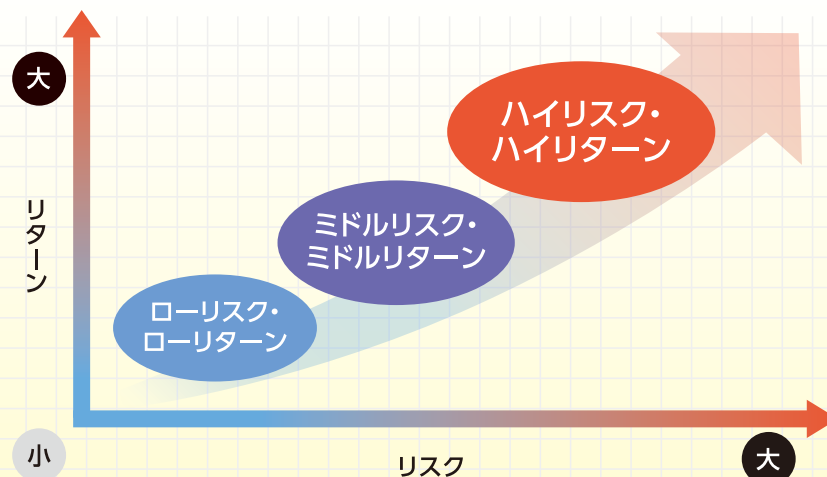 大
リターン
ハイリスク・
ハイリターン
ミドルリスク・
ミドルリターン
ローリスク・
ローリターン
小
リスク
大